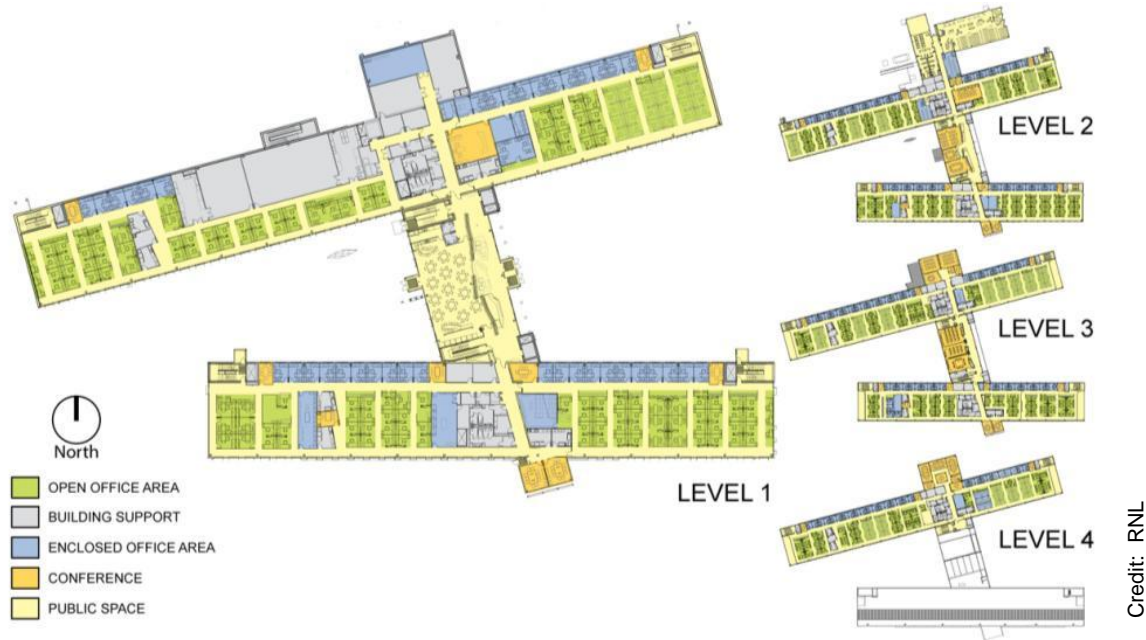 LEVEL 2
LEVEL 3
North
OPEN OFFICE AREA
BUILDING SUPPORT
ENCLOSED OFFICE AREA
CONFERENCE
PUBLIC SPACE
LEVEL 1
LEVEL 4
Credit: RNL